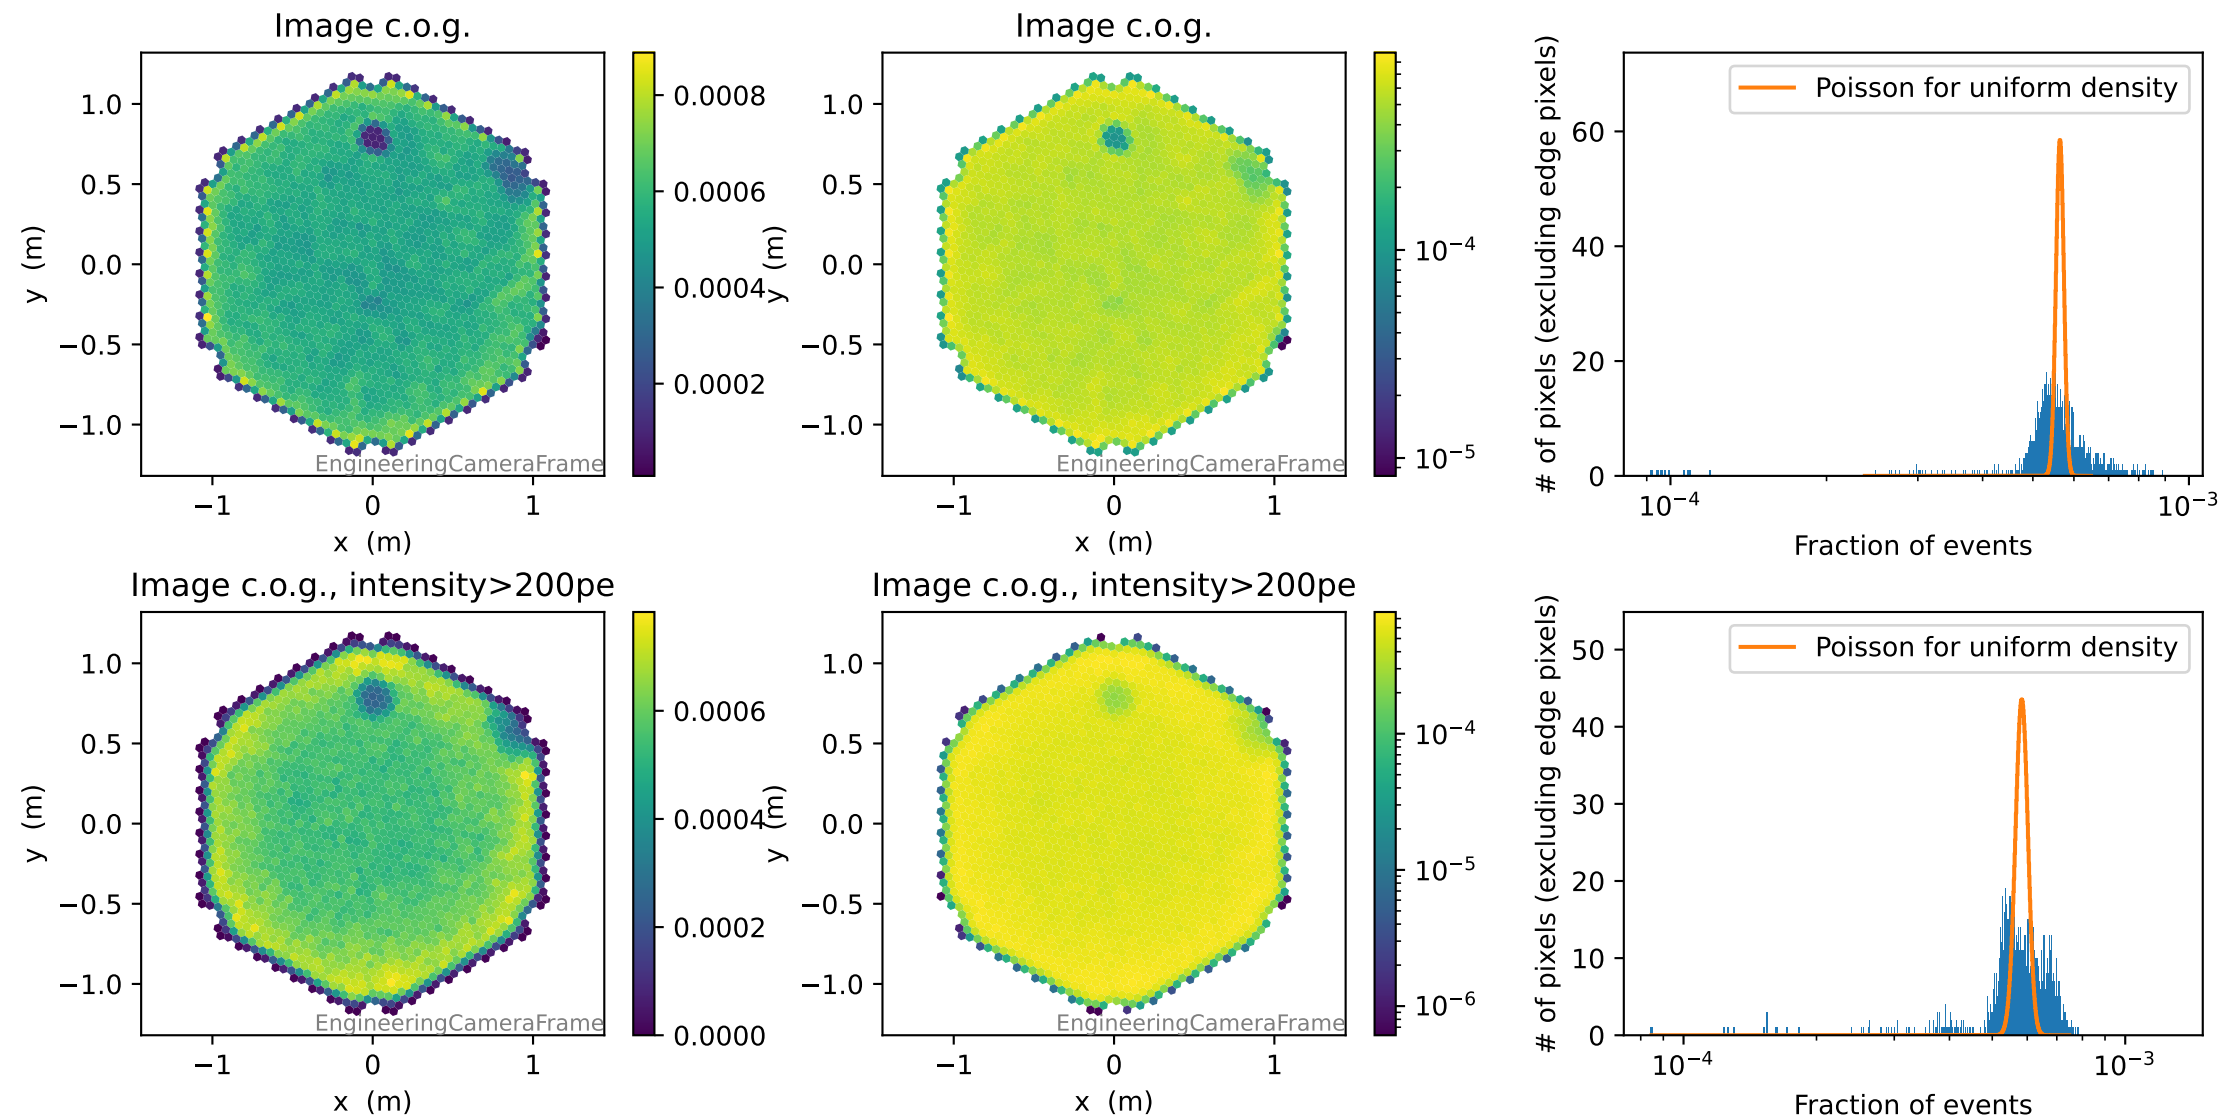 Image c.o.g.
1.0
0.5
0.0
−0.5
−1.0
y (m)
−1 0 1
x (m)
EngineeringCameraFrame
0.0008
0.0006
0.0004
0.0002
Image c.o.g.
1.0
0.5
0.0
−0.5
−1.0
y (m)
−1 0 1
x (m)
EngineeringCameraFrame
10⁻⁴
10⁻⁵
# of pixels (excluding edge pixels)
60
40
20
0
Poisson for uniform density
10⁻⁴ 10⁻³
Fraction of events
Image c.o.g., intensity>200pe
1.0
0.5
0.0
−0.5
−1.0
y (m)
−1 0 1
x (m)
EngineeringCameraFrame
0.0006
0.0004
0.0002
0.0000
Image c.o.g., intensity>200pe
1.0
0.5
0.0
−0.5
−1.0
y (m)
−1 0 1
x (m)
EngineeringCameraFrame
10⁻⁴
10⁻⁵
10⁻⁶
# of pixels (excluding edge pixels)
50
40
30
20
10
0
Poisson for uniform density
10⁻⁴ 10⁻³
Fraction of events